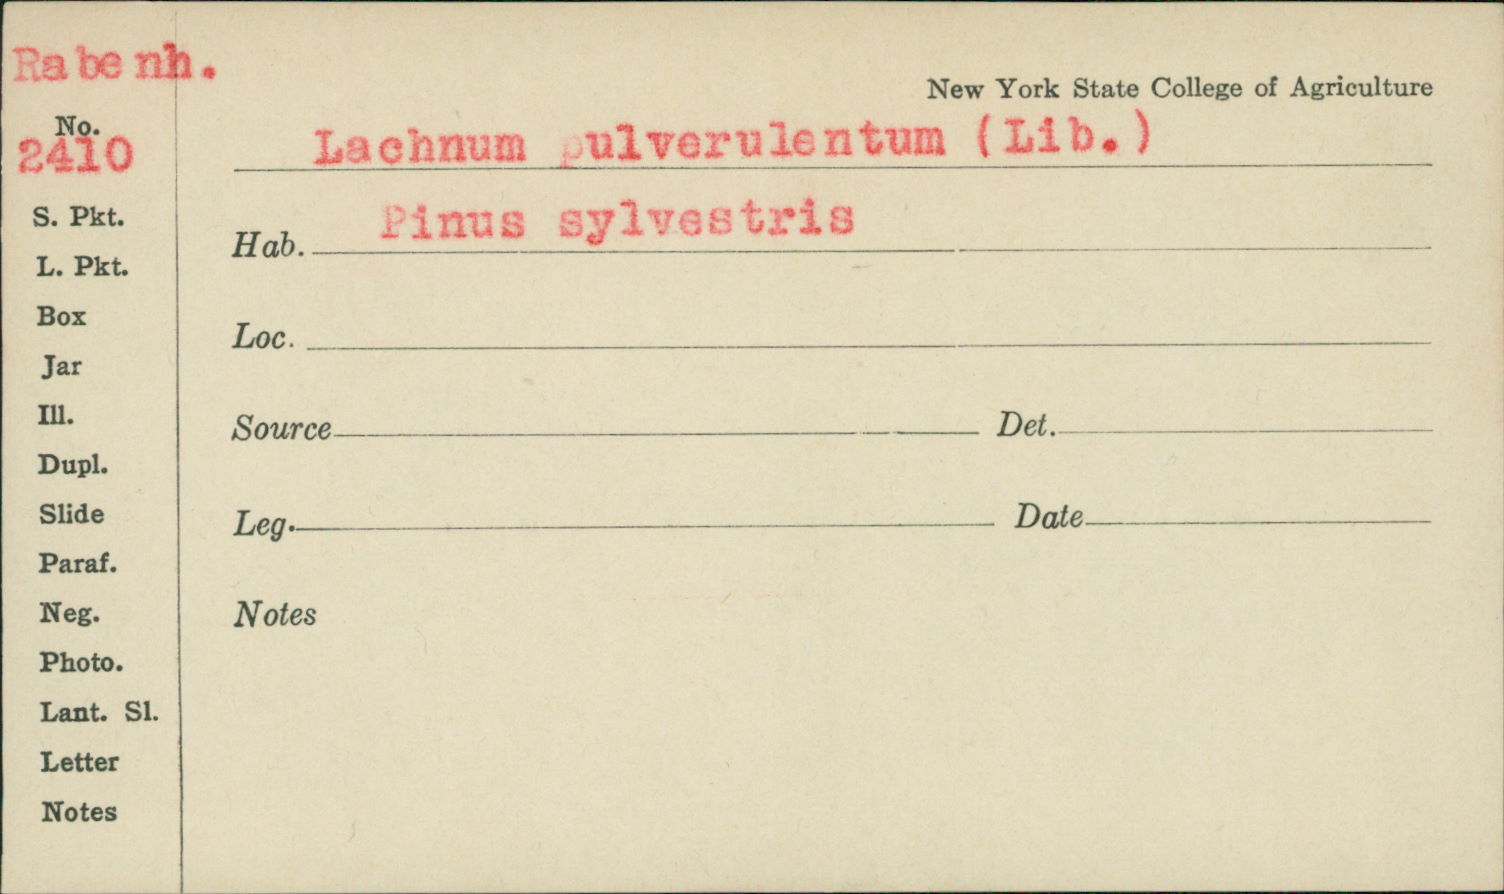 Rabenh.
New York State College of Agriculture
No.
2410
Lachnum pulverulentum (Lib.)
Hab. Pinus sylvestris
Loc.
Source Det.
Leg. Date
Notes
S. Pkt.
L. Pkt.
Box
Jar
Ill.
Dupl.
Slide
Paraf.
Neg.
Photo.
Lant. Sl.
Letter
Notes